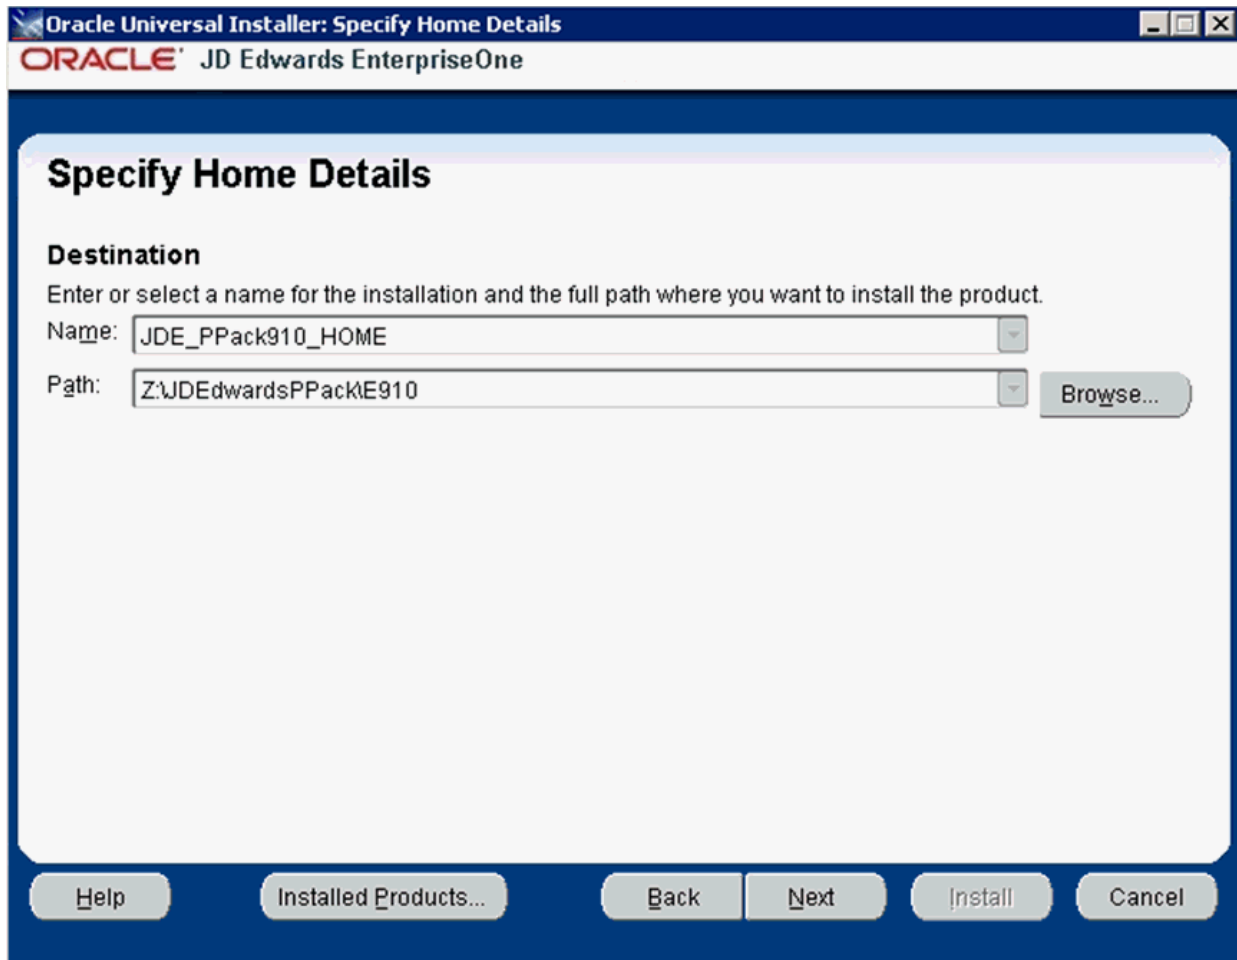 Oracle Universal Installer: Specify Home Details
ORACLE' JD Edwards EnterpriseOne
Specify Home Details
Destination
Enter or select a name for the installation and the full path where you want to install the product.
Name: JDE_PPack910_HOME
Path: Z:\JDEdwardsPPack\E910 Browse...
Help Installed Products... Back Next Install Cancel